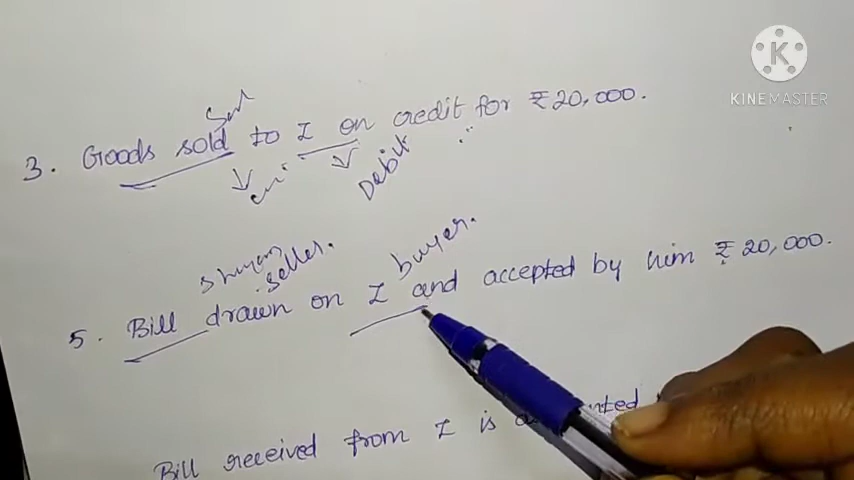 K
KINEMASTER
3. Goods sold to I on credit for ₹20,000.
Debit
seller. buyer.
5. Bill drawn on I and accepted by him ₹20,000.
Bill received from I is